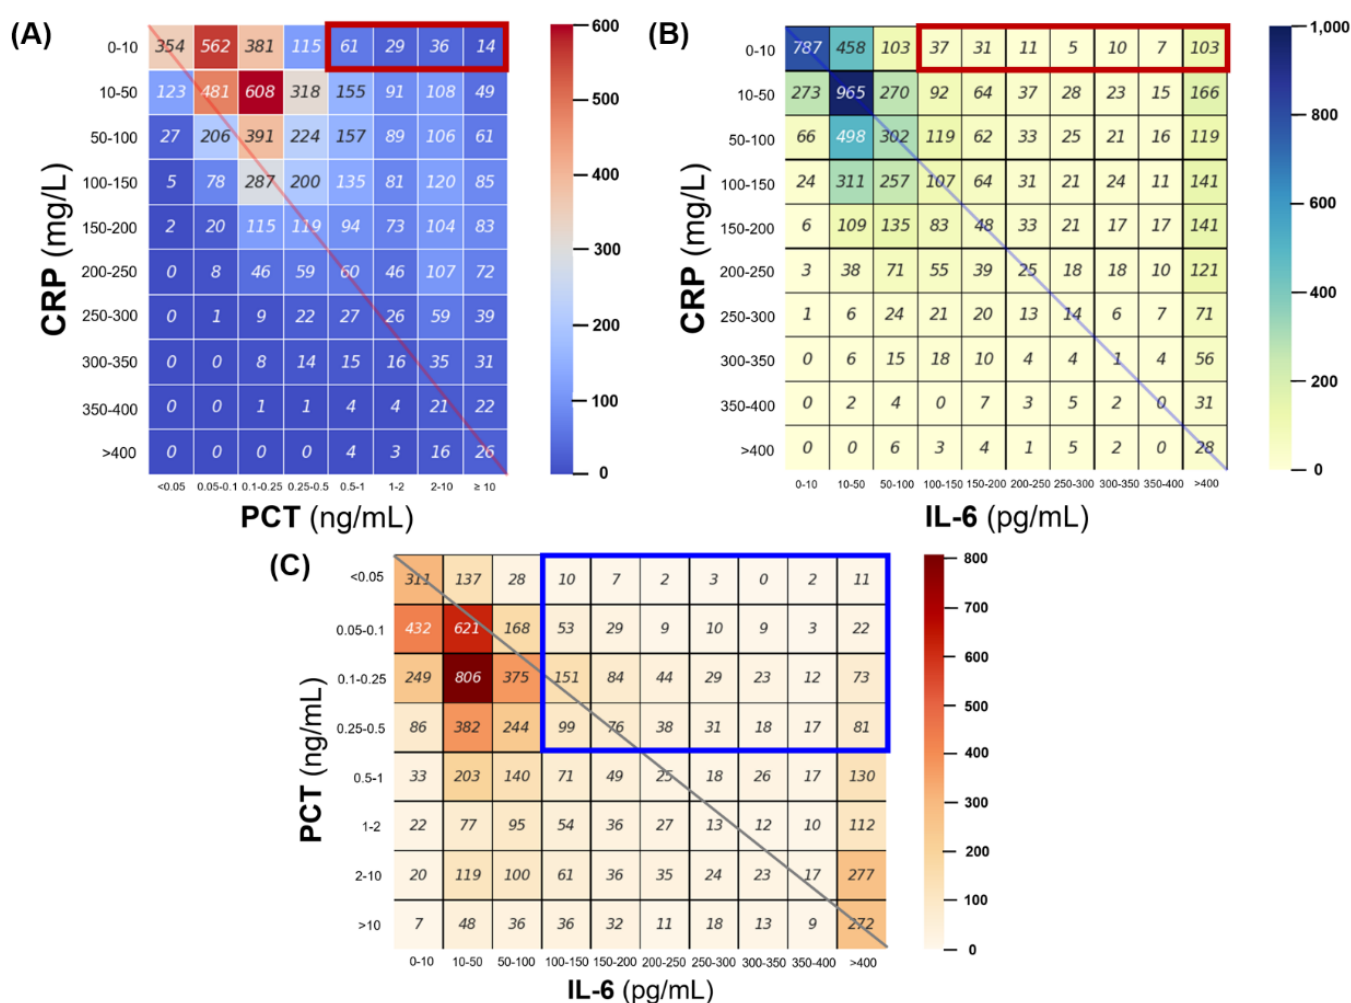 (A)
0-10 354 562 381 115 61 29 36 14
10-50 123 481 608 318 155 91 108 49
50-100 27 206 391 224 157 89 106 61
100-150 5 78 287 200 135 81 120 85
150-200 2 20 115 119 94 73 104 83
200-250 0 8 46 59 60 46 107 72
250-300 0 1 9 22 27 26 59 39
300-350 0 0 8 14 15 16 35 31
350-400 0 0 1 1 4 4 21 22
>400 0 0 0 0 4 3 16 26
<0.05 0.05-0.1 0.1-0.25 0.25-0.5 0.5-1 1-2 2-10 ≥ 10
CRP (mg/L)
PCT (ng/mL)
600
500
400
300
200
100
0
(B)
0-10 787 458 103 37 31 11 5 10 7 103
10-50 273 965 270 92 64 37 28 23 15 166
50-100 66 498 302 119 62 33 25 21 16 119
100-150 24 311 257 107 64 31 21 24 11 141
150-200 6 109 135 83 48 33 21 17 17 141
200-250 3 38 71 55 39 25 18 18 10 121
250-300 1 6 24 21 20 13 14 6 7 71
300-350 0 6 15 18 10 4 4 1 4 56
350-400 0 2 4 0 7 3 5 2 0 31
>400 0 0 6 3 4 1 5 2 0 28
0-10 10-50 50-100 100-150 150-200 200-250 250-300 300-350 350-400 >400
CRP (mg/L)
IL-6 (pg/mL)
1,000
800
600
400
200
0
(C)
<0.05 311 137 28 10 7 2 3 0 2 11
0.05-0.1 432 621 168 53 29 9 10 9 3 22
0.1-0.25 249 806 375 151 84 44 29 23 12 73
0.25-0.5 86 382 244 99 76 38 31 18 17 81
0.5-1 33 203 140 71 49 25 18 26 17 130
1-2 22 77 95 54 36 27 13 12 10 112
2-10 20 119 100 61 36 35 24 23 17 277
>10 7 48 36 36 32 11 18 13 9 272
0-10 10-50 50-100 100-150 150-200 200-250 250-300 300-350 350-400 >400
PCT (ng/mL)
IL-6 (pg/mL)
800
700
600
500
400
300
200
100
0